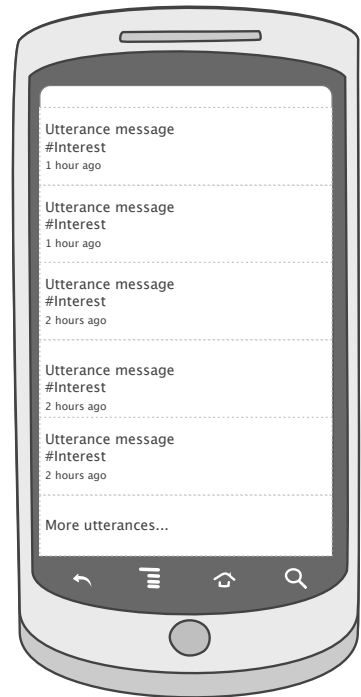 Utterance message
#Interest
1 hour ago
Utterance message
#Interest
1 hour ago
Utterance message
#Interest
2 hours ago
Utterance message
#Interest
2 hours ago
Utterance message
#Interest
2 hours ago
More utterances...